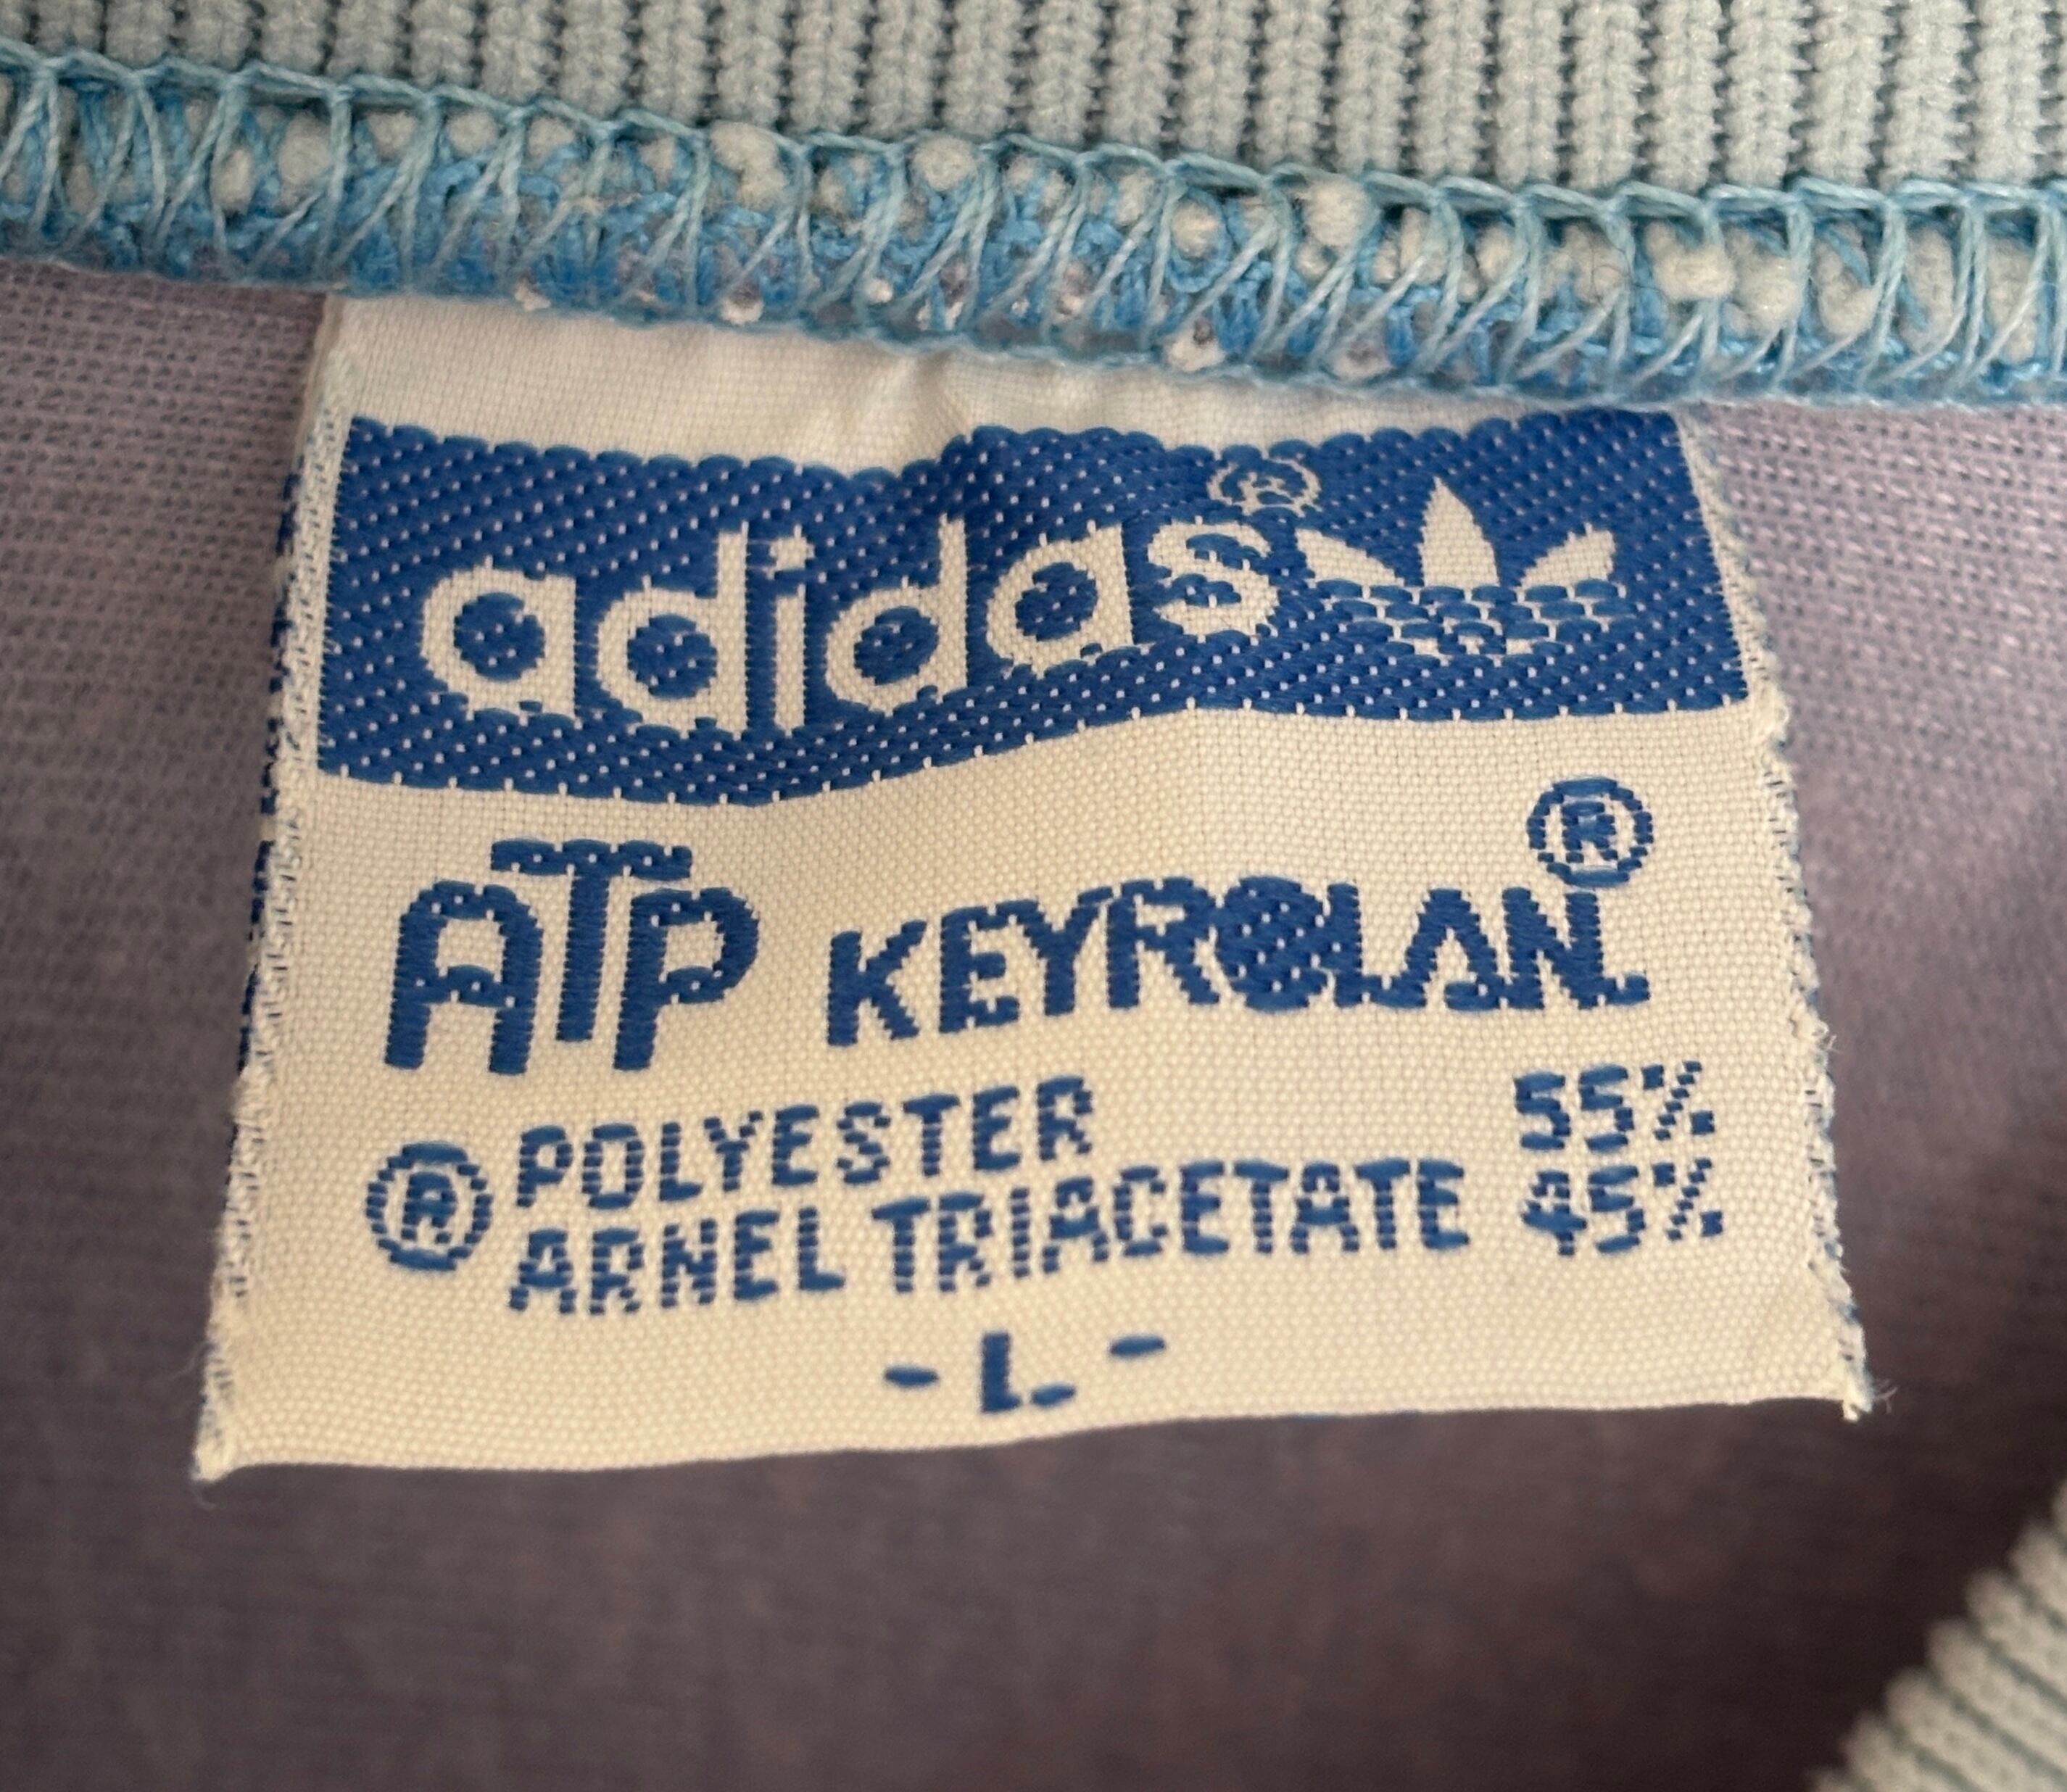 adidas®
ATP KEYROLAN®
® POLYESTER 55%
ARNEL TRIACETATE 45%
- L -